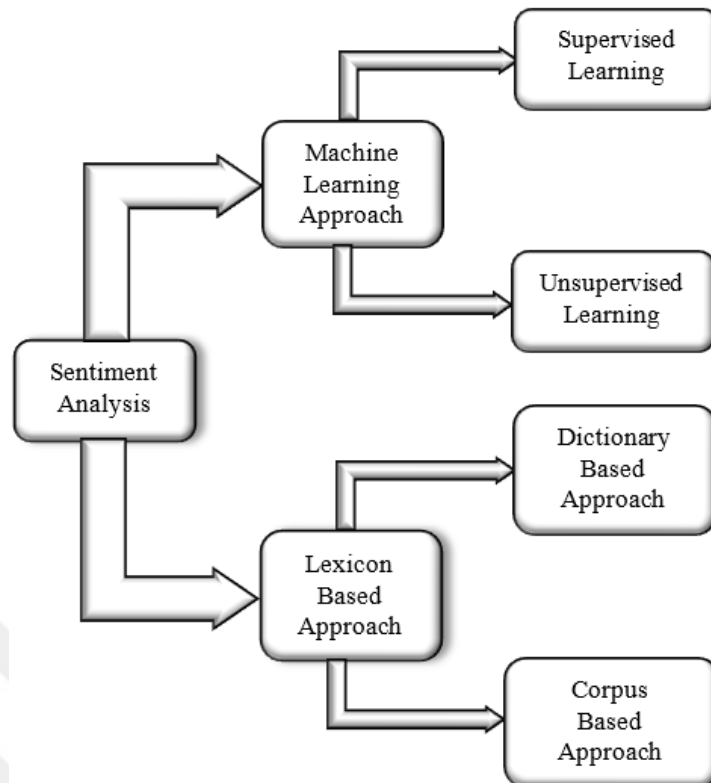 Supervised
Learning
Machine
Learning
Approach
Unsupervised
Learning
Sentiment
Analysis
Dictionary
Based
Approach
Lexicon
Based
Approach
Corpus
Based
Approach